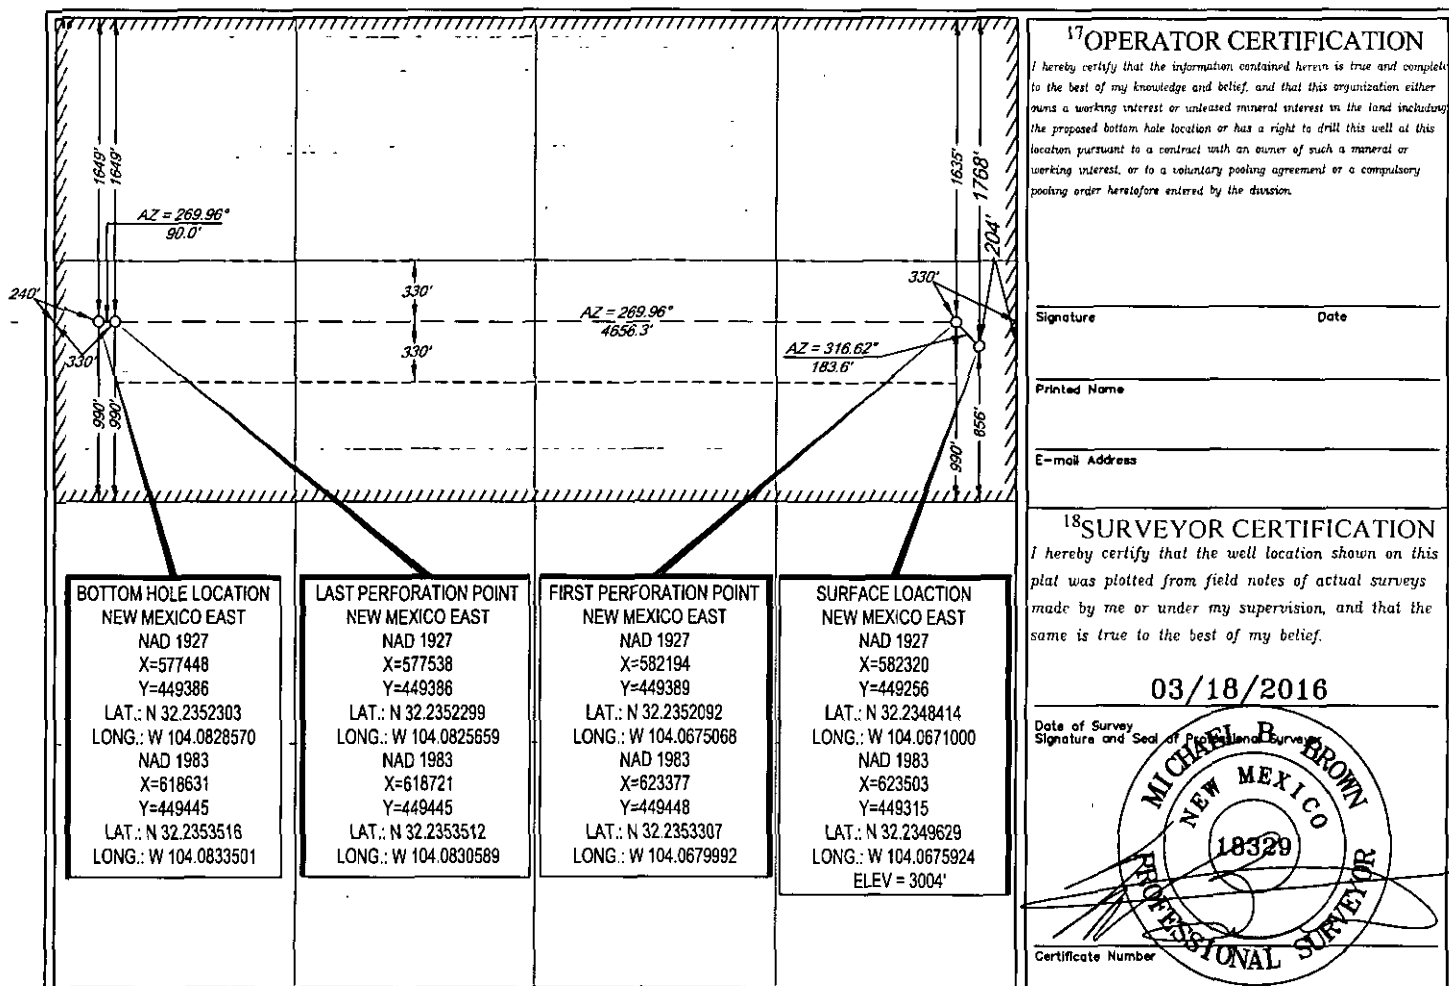 1649'
1649'
AZ = 269.96°
90.0'
240'
330'
990'
990'
330'
330'
AZ = 269.96°
4656.3'
1635'
1768'
204'
330'
AZ = 316.62°
183.6'
990'
856'
BOTTOM HOLE LOCATION
NEW MEXICO EAST
NAD 1927
X=577448
Y=449386
LAT.: N 32.2352303
LONG.: W 104.0828570
NAD 1983
X=618631
Y=449445
LAT.: N 32.2353516
LONG.: W 104.0833501
LAST PERFORATION POINT
NEW MEXICO EAST
NAD 1927
X=577538
Y=449386
LAT.: N 32.2352299
LONG.: W 104.0825659
NAD 1983
X=618721
Y=449445
LAT.: N 32.2353512
LONG.: W 104.0830589
FIRST PERFORATION POINT
NEW MEXICO EAST
NAD 1927
X=582194
Y=449389
LAT.: N 32.2352092
LONG.: W 104.0675068
NAD 1983
X=623377
Y=449448
LAT.: N 32.2353307
LONG.: W 104.0679992
SURFACE LOACTION
NEW MEXICO EAST
NAD 1927
X=582320
Y=449256
LAT.: N 32.2348414
LONG.: W 104.0671000
NAD 1983
X=623503
Y=449315
LAT.: N 32.2349629
LONG.: W 104.0675924
ELEV = 3004'
17 OPERATOR CERTIFICATION
I hereby certify that the information contained herein is true and complete
to the best of my knowledge and belief, and that this organization either
owns a working interest or unleased mineral interest in the land including
the proposed bottom hole location or has a right to drill this well at this
location pursuant to a contract with an owner of such a mineral or
working interest, or to a voluntary pooling agreement or a compulsory
pooling order heretofore entered by the division.
Signature Date
Printed Name
E-mail Address
18 SURVEYOR CERTIFICATION
I hereby certify that the well location shown on this
plat was plotted from field notes of actual surveys
made by me or under my supervision, and that the
same is true to the best of my belief.
03/18/2016
Date of Survey
Signature and Seal of Professional Surveyor
MICHAEL B. BROWN
NEW MEXICO
18329
PROFESSIONAL SURVEYOR
Certificate Number